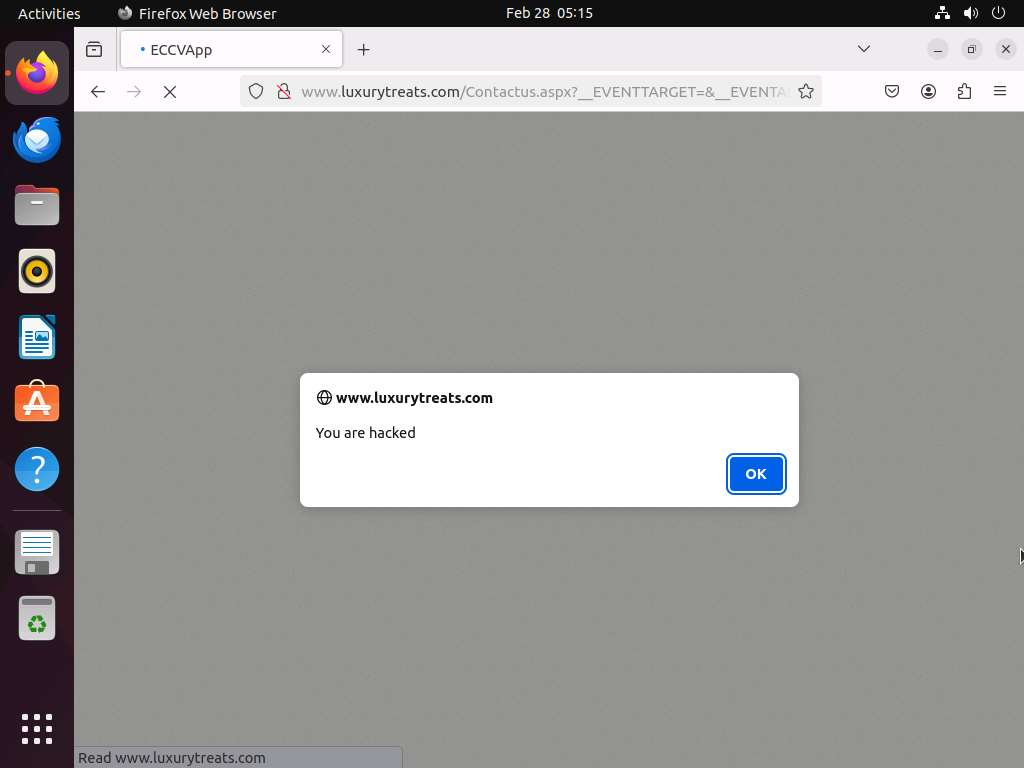 Activities
Firefox Web Browser
Feb 28 05:15
ECCVApp
www.luxurytreats.com/Contactus.aspx?__EVENTTARGET=&__EVENTA
www.luxurytreats.com
You are hacked
OK
Read www.luxurytreats.com